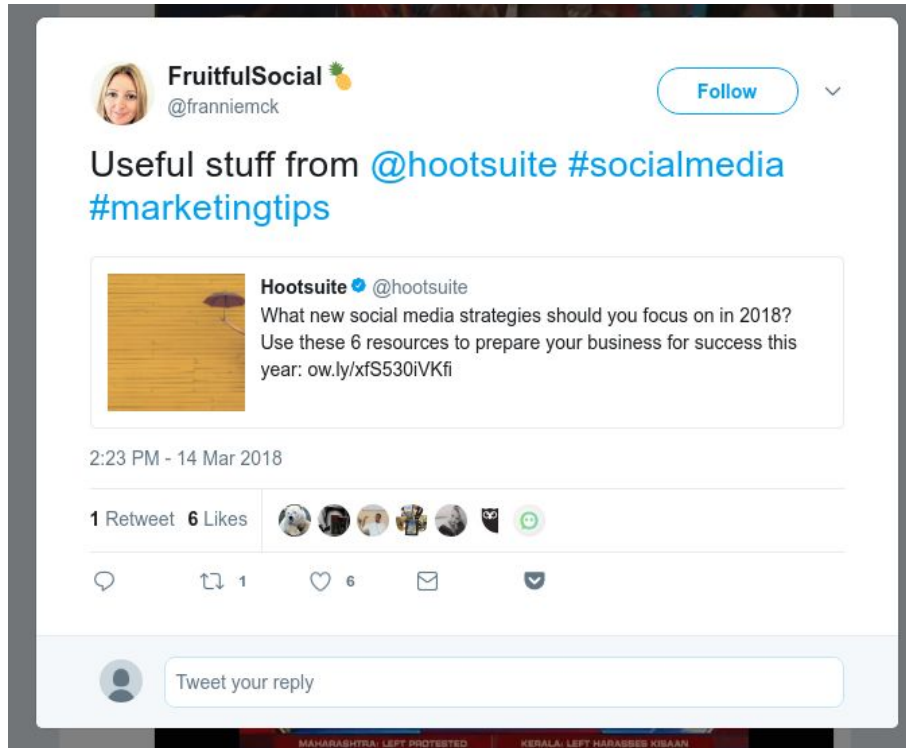 FruitfulSocial🍍
@franniemck
Follow
Useful stuff from @hootsuite #socialmedia
#marketingtips
Hootsuite @hootsuite
What new social media strategies should you focus on in 2018?
Use these 6 resources to prepare your business for success this
year: ow.ly/xfS530iVKfi
2:23 PM - 14 Mar 2018
1 Retweet 6 Likes
1
6
Tweet your reply
MAHARASHTRA: LEFT PROTESTED KERALA: LEFT HARASSES KISAAN